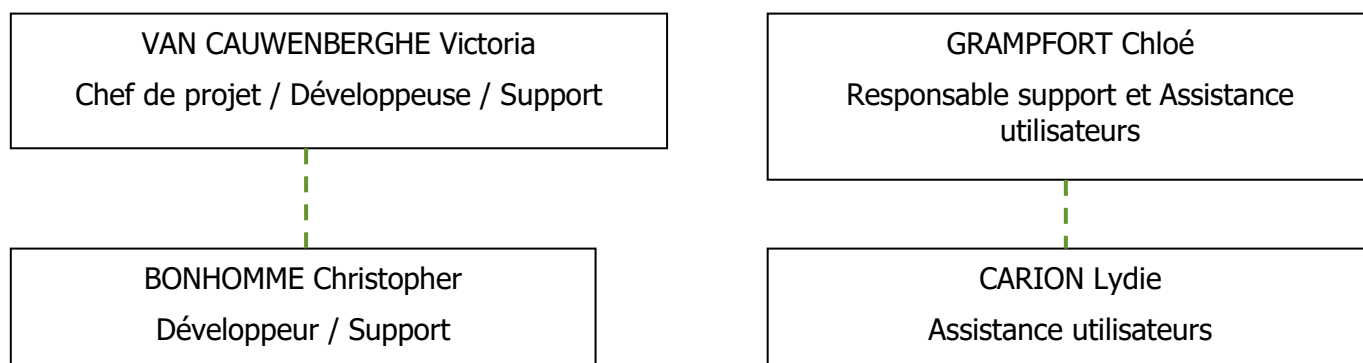 VAN CAUWENBERGHE Victoria
Chef de projet / Développeuse / Support
GRAMPFORT Chloé
Responsable support et Assistance
utilisateurs
BONHOMME Christopher
Développeur / Support
CARION Lydie
Assistance utilisateurs